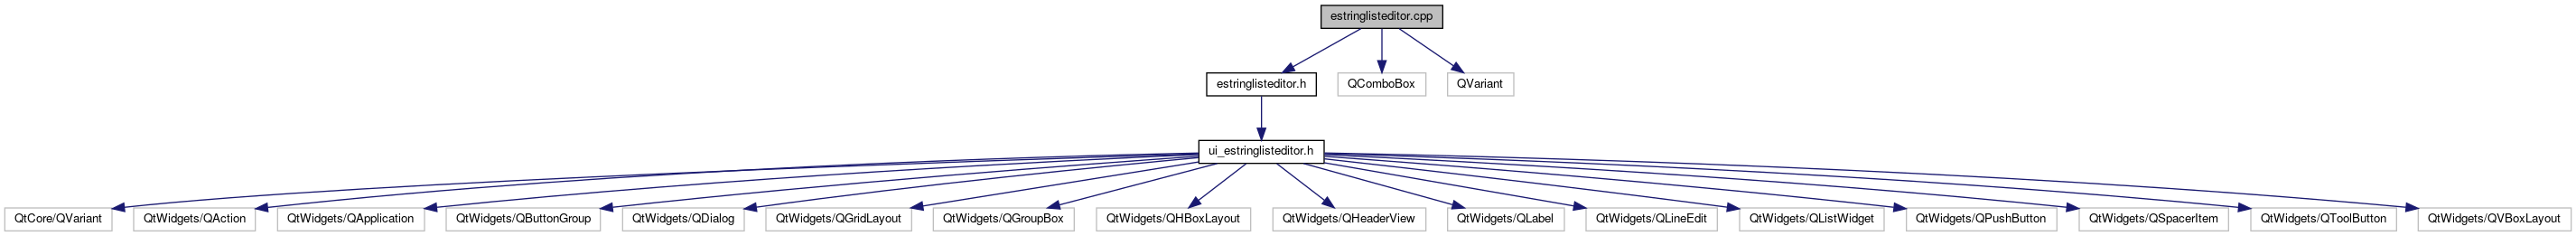 estringlisteditor.cpp
estringlisteditor.h
QComboBox
QVariant
ui_estringlisteditor.h
QtCore/QVariant
QtWidgets/QAction
QtWidgets/QApplication
QtWidgets/QButtonGroup
QtWidgets/QDialog
QtWidgets/QGridLayout
QtWidgets/QGroupBox
QtWidgets/QHBoxLayout
QtWidgets/QHeaderView
QtWidgets/QLabel
QtWidgets/QLineEdit
QtWidgets/QListWidget
QtWidgets/QPushButton
QtWidgets/QSpacerItem
QtWidgets/QToolButton
QtWidgets/QVBoxLayout